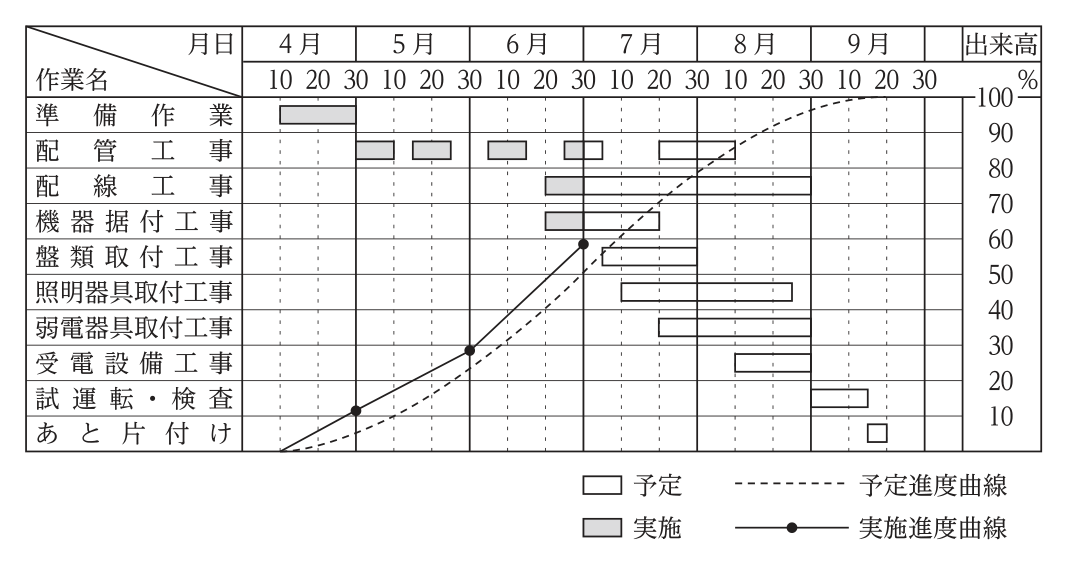 月日 4月 5月 6月 7月 8月 9月 出来高
作業名 10 20 30 10 20 30 10 20 30 10 20 30 10 20 30 10 20 30 %
100
準備作業
90
配管工事
80
配線工事
70
機器据付工事
60
盤類取付工事
50
照明器具取付工事
40
弱電器具取付工事
30
受電設備工事
20
試運転・検査
10
あと片付け
予定 予定進度曲線
実施 実施進度曲線